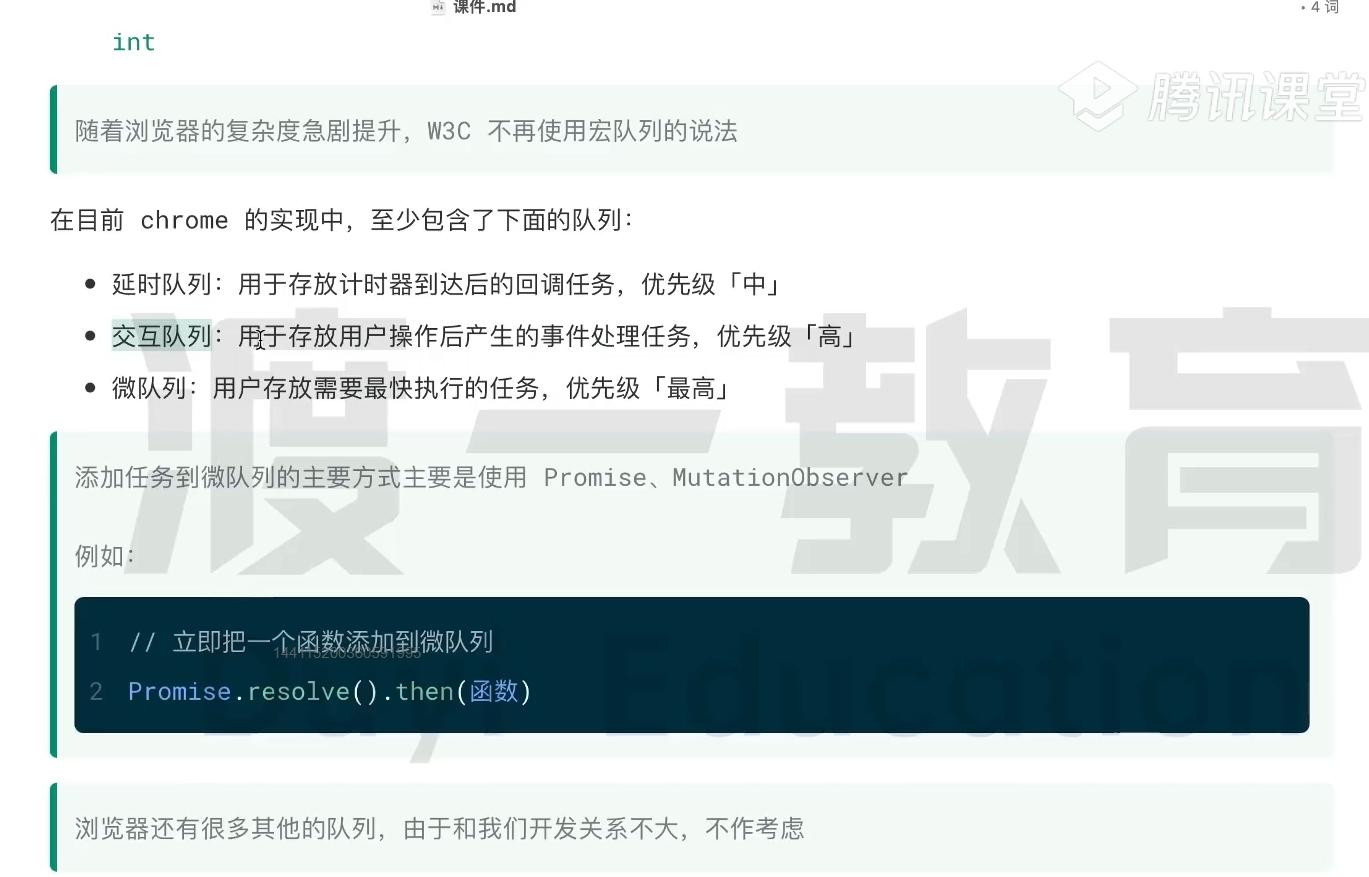 课件.md
• 4 词
int
腾讯课堂
随着浏览器的复杂度急剧提升，W3C 不再使用宏队列的说法
在目前 chrome 的实现中，至少包含了下面的队列：
• 延时队列：用于存放计时器到达后的回调任务，优先级「中」
• 交互队列：用于存放用户操作后产生的事件处理任务，优先级「高」
• 微队列：用户存放需要最快执行的任务，优先级「最高」
渡一教育
添加任务到微队列的主要方式主要是使用 Promise、MutationObserver
例如：
1 // 立即把一个函数添加到微队列
2 Promise.resolve().then(函数)
Duyi Education
浏览器还有很多其他的队列，由于和我们开发关系不大，不作考虑